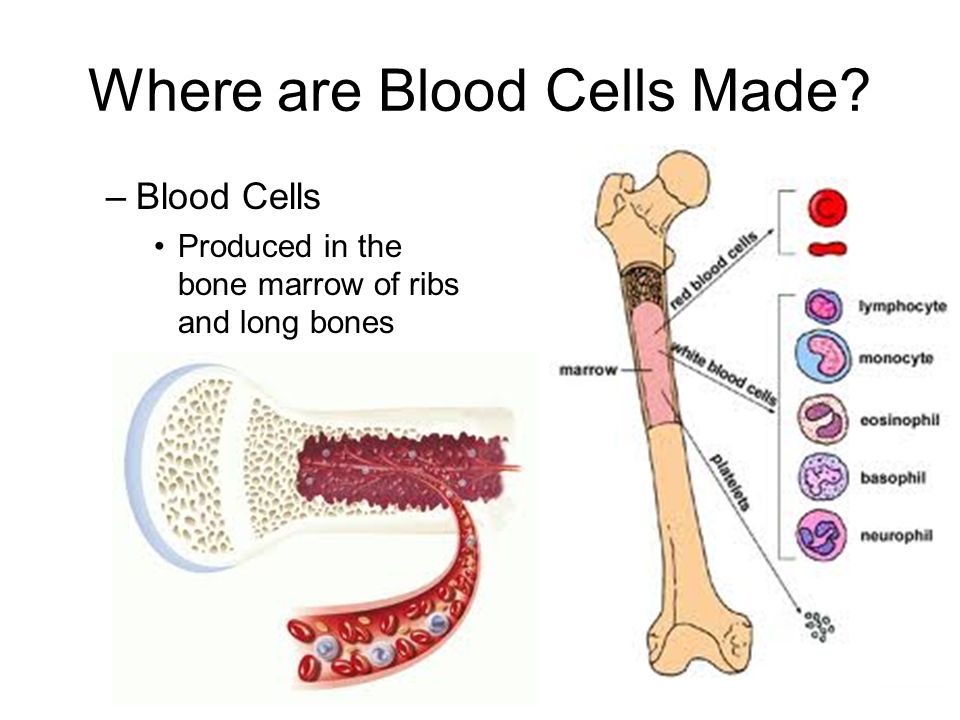 Where are Blood Cells Made?
– Blood Cells
• Produced in the
bone marrow of ribs
and long bones
red blood cells
lymphocyte
white blood cells
monocyte
marrow
eosinophil
platelets
basophil
neurophil